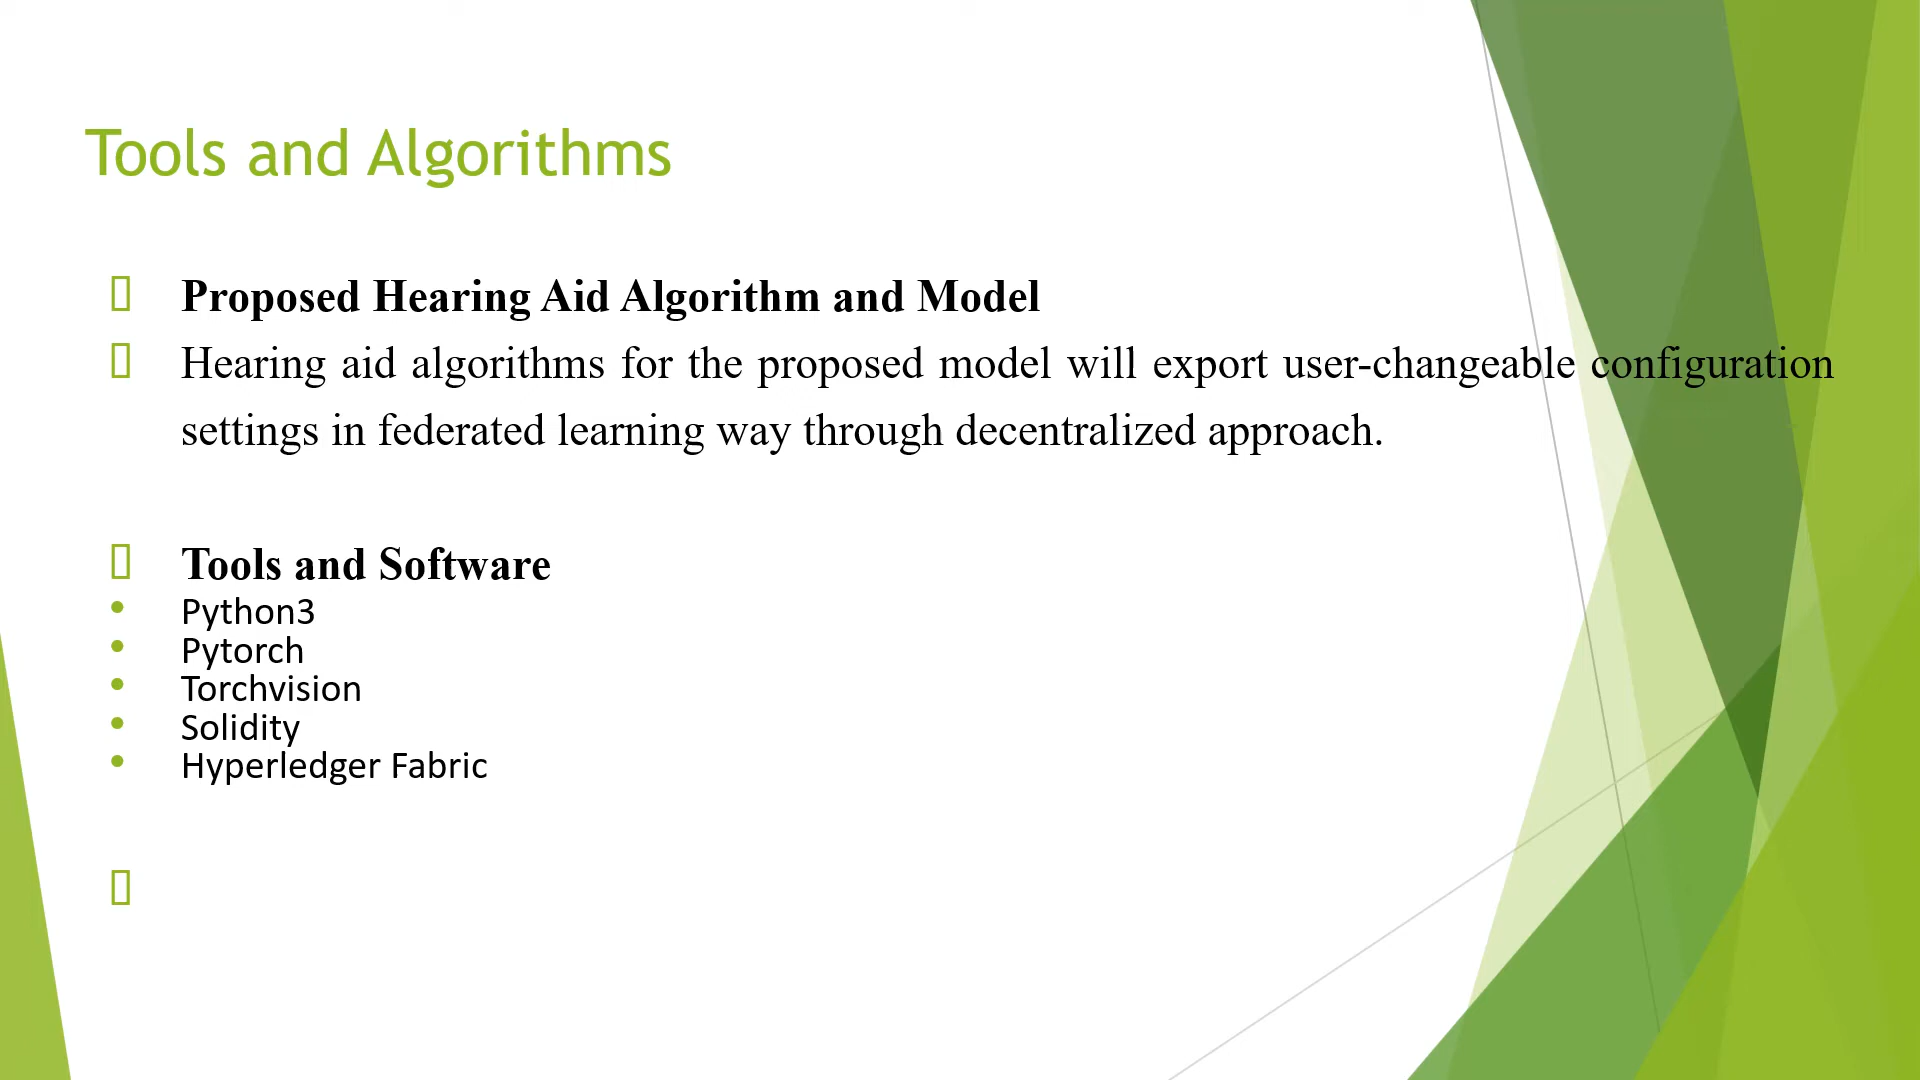 Tools and Algorithms
Proposed Hearing Aid Algorithm and Model
Hearing aid algorithms for the proposed model will export user-changeable configuration
settings in federated learning way through decentralized approach.
Tools and Software
• Python3
• Pytorch
• Torchvision
• Solidity
• Hyperledger Fabric